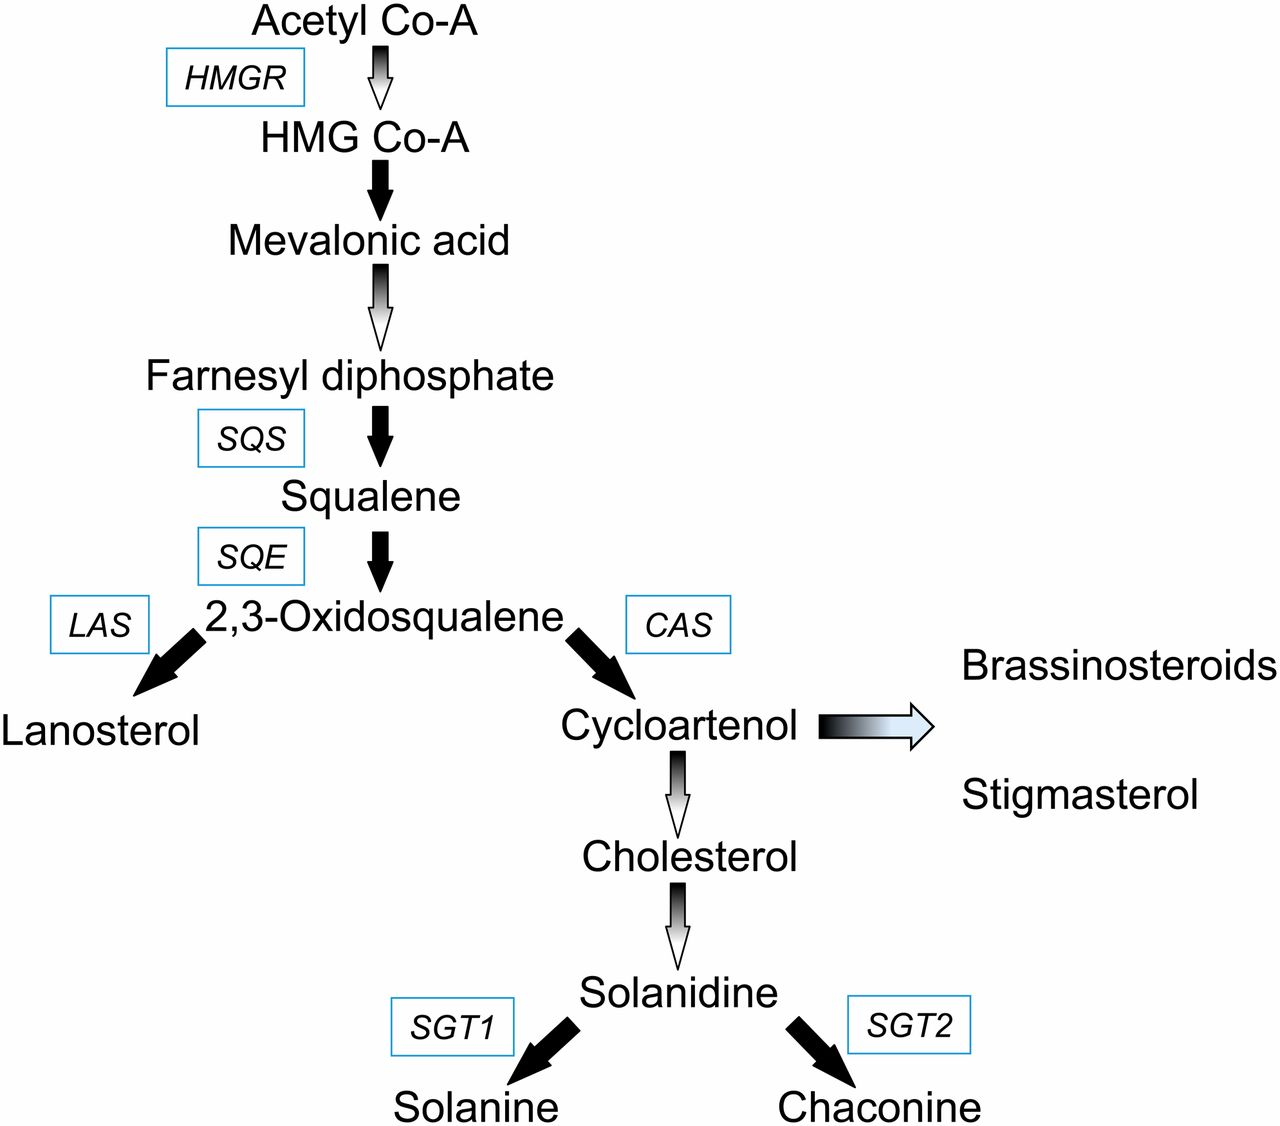 Acetyl Co-A
HMGR
HMG Co-A
Mevalonic acid
Farnesyl diphosphate
SQS
Squalene
SQE
LAS
2,3-Oxidosqualene
CAS
Brassinosteroids
Lanosterol
Cycloartenol
Stigmasterol
Cholesterol
Solanidine
SGT1
SGT2
Solanine
Chaconine